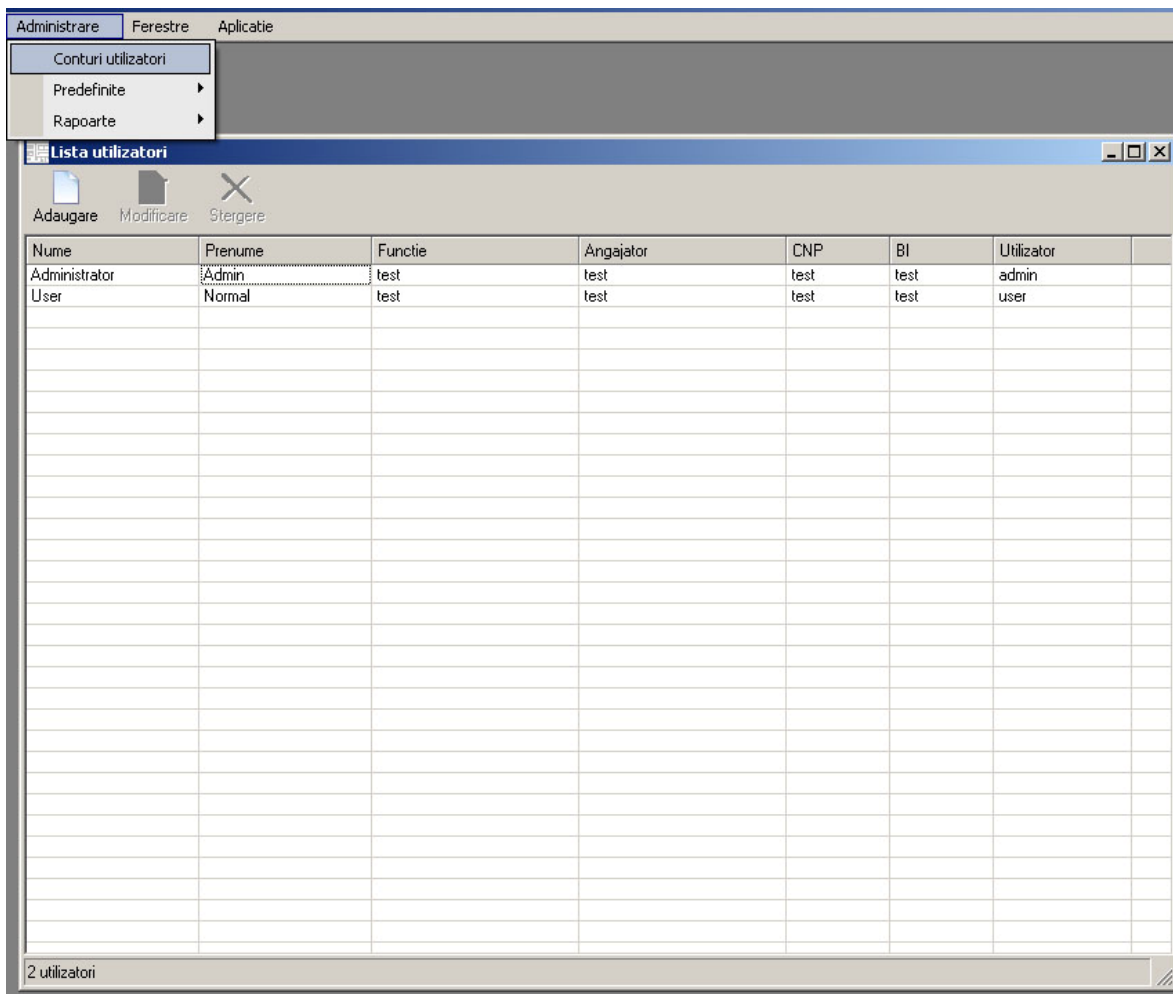 Administrare Ferestre Aplicatie
Conturi utilizatori
Predefinite
Rapoarte
Lista utilizatori
Adaugare Modificare Stergere
Nume Prenume Functie Angajator CNP BI Utilizator
Administrator Admin test test test test admin
User Normal test test test test user
2 utilizatori